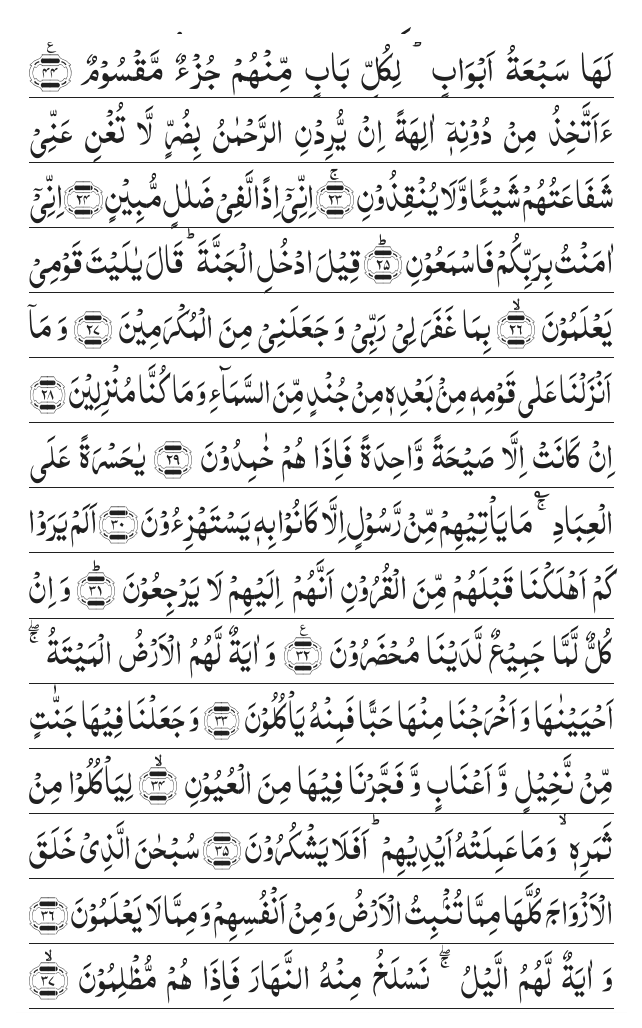 لَهَا سَبْعَةُ اَبْوَابٍ ؕ لِكُلِّ بَابٍ مِّنْهُمْ جُزْءٌ مَّقْسُوْمٌ ﴿۴۴﴾ ع
ءَاَتَّخِذُ مِنْ دُوْنِهٖۤ اٰلِهَةً اِنْ يُّرِدْنِ الرَّحْمٰنُ بِضُرٍّ لَّا تُغْنِ عَنِّىْ
شَفَاعَتُهُمْ شَيْـًٔا وَّلَا يُنْقِذُوْنِ ﴿۲۳﴾ۚ اِنِّىْۤ اِذًا لَّفِىْ ضَلٰلٍ مُّبِيْنٍ ﴿۲۴﴾ اِنِّىْۤ
اٰمَنْتُ بِرَبِّكُمْ فَاسْمَعُوْنِ ﴿۲۵﴾ؕ قِيْلَ ادْخُلِ الْجَنَّةَ ؕ قَالَ يٰلَيْتَ قَوْمِىْ
يَعْلَمُوْنَ ﴿۲۶﴾ۙ بِمَا غَفَرَ لِىْ رَبِّىْ وَ جَعَلَنِىْ مِنَ الْمُكْرَمِيْنَ ﴿۲۷﴾ وَ مَاۤ
اَنْزَلْنَا عَلٰى قَوْمِهٖ مِنْۢ بَعْدِهٖ مِنْ جُنْدٍ مِّنَ السَّمَآءِ وَ مَا كُنَّا مُنْزِلِيْنَ ﴿۲۸﴾
اِنْ كَانَتْ اِلَّا صَيْحَةً وَّاحِدَةً فَاِذَا هُمْ خٰمِدُوْنَ ﴿۲۹﴾ يٰحَسْرَةً عَلَى
الْعِبَادِ ۚؔ مَا يَاْتِيْهِمْ مِّنْ رَّسُوْلٍ اِلَّا كَانُوْا بِهٖ يَسْتَهْزِءُوْنَ ﴿۳۰﴾ اَلَمْ يَرَوْا
كَمْ اَهْلَكْنَا قَبْلَهُمْ مِّنَ الْقُرُوْنِ اَنَّهُمْ اِلَيْهِمْ لَا يَرْجِعُوْنَ ﴿۳۱﴾ؕ وَ اِنْ
كُلٌّ لَّمَّا جَمِيْعٌ لَّدَيْنَا مُحْضَرُوْنَ ﴿۳۲﴾ ع وَ اٰيَةٌ لَّهُمُ الْاَرْضُ الْمَيْتَةُ ۚۖ
اَحْيَيْنٰهَا وَ اَخْرَجْنَا مِنْهَا حَبًّا فَمِنْهُ يَاْكُلُوْنَ ﴿۳۳﴾ وَ جَعَلْنَا فِيْهَا جَنّٰتٍ
مِّنْ نَّخِيْلٍ وَّ اَعْنَابٍ وَّ فَجَّرْنَا فِيْهَا مِنَ الْعُيُوْنِ ﴿۳۴﴾ۙ لِيَاْكُلُوْا مِنْ
ثَمَرِهٖ ۙ وَ مَا عَمِلَتْهُ اَيْدِيْهِمْ ؕ اَفَلَا يَشْكُرُوْنَ ﴿۳۵﴾ سُبْحٰنَ الَّذِىْ خَلَقَ
الْاَزْوَاجَ كُلَّهَا مِمَّا تُنْۢبِتُ الْاَرْضُ وَ مِنْ اَنْفُسِهِمْ وَ مِمَّا لَا يَعْلَمُوْنَ ﴿۳۶﴾
وَ اٰيَةٌ لَّهُمُ الَّيْلُ ۚۖ نَسْلَخُ مِنْهُ النَّهَارَ فَاِذَا هُمْ مُّظْلِمُوْنَ ﴿۳۷﴾ۙ